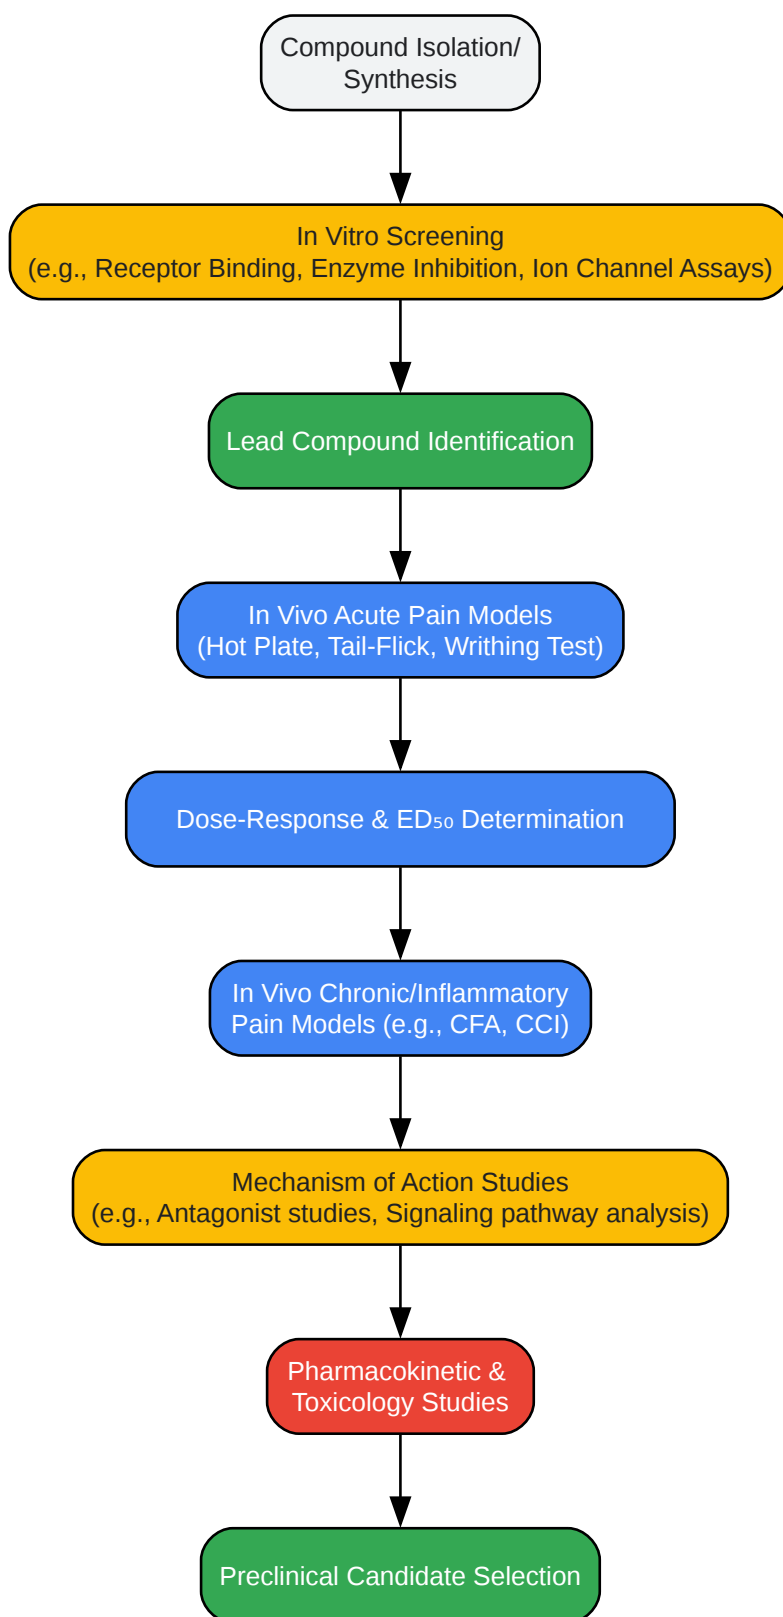 Compound Isolation/
Synthesis
In Vitro Screening
(e.g., Receptor Binding, Enzyme Inhibition, Ion Channel Assays)
Lead Compound Identification
In Vivo Acute Pain Models
(Hot Plate, Tail-Flick, Writhing Test)
Dose-Response & ED₅₀ Determination
In Vivo Chronic/Inflammatory
Pain Models (e.g., CFA, CCI)
Mechanism of Action Studies
(e.g., Antagonist studies, Signaling pathway analysis)
Pharmacokinetic &
Toxicology Studies
Preclinical Candidate Selection